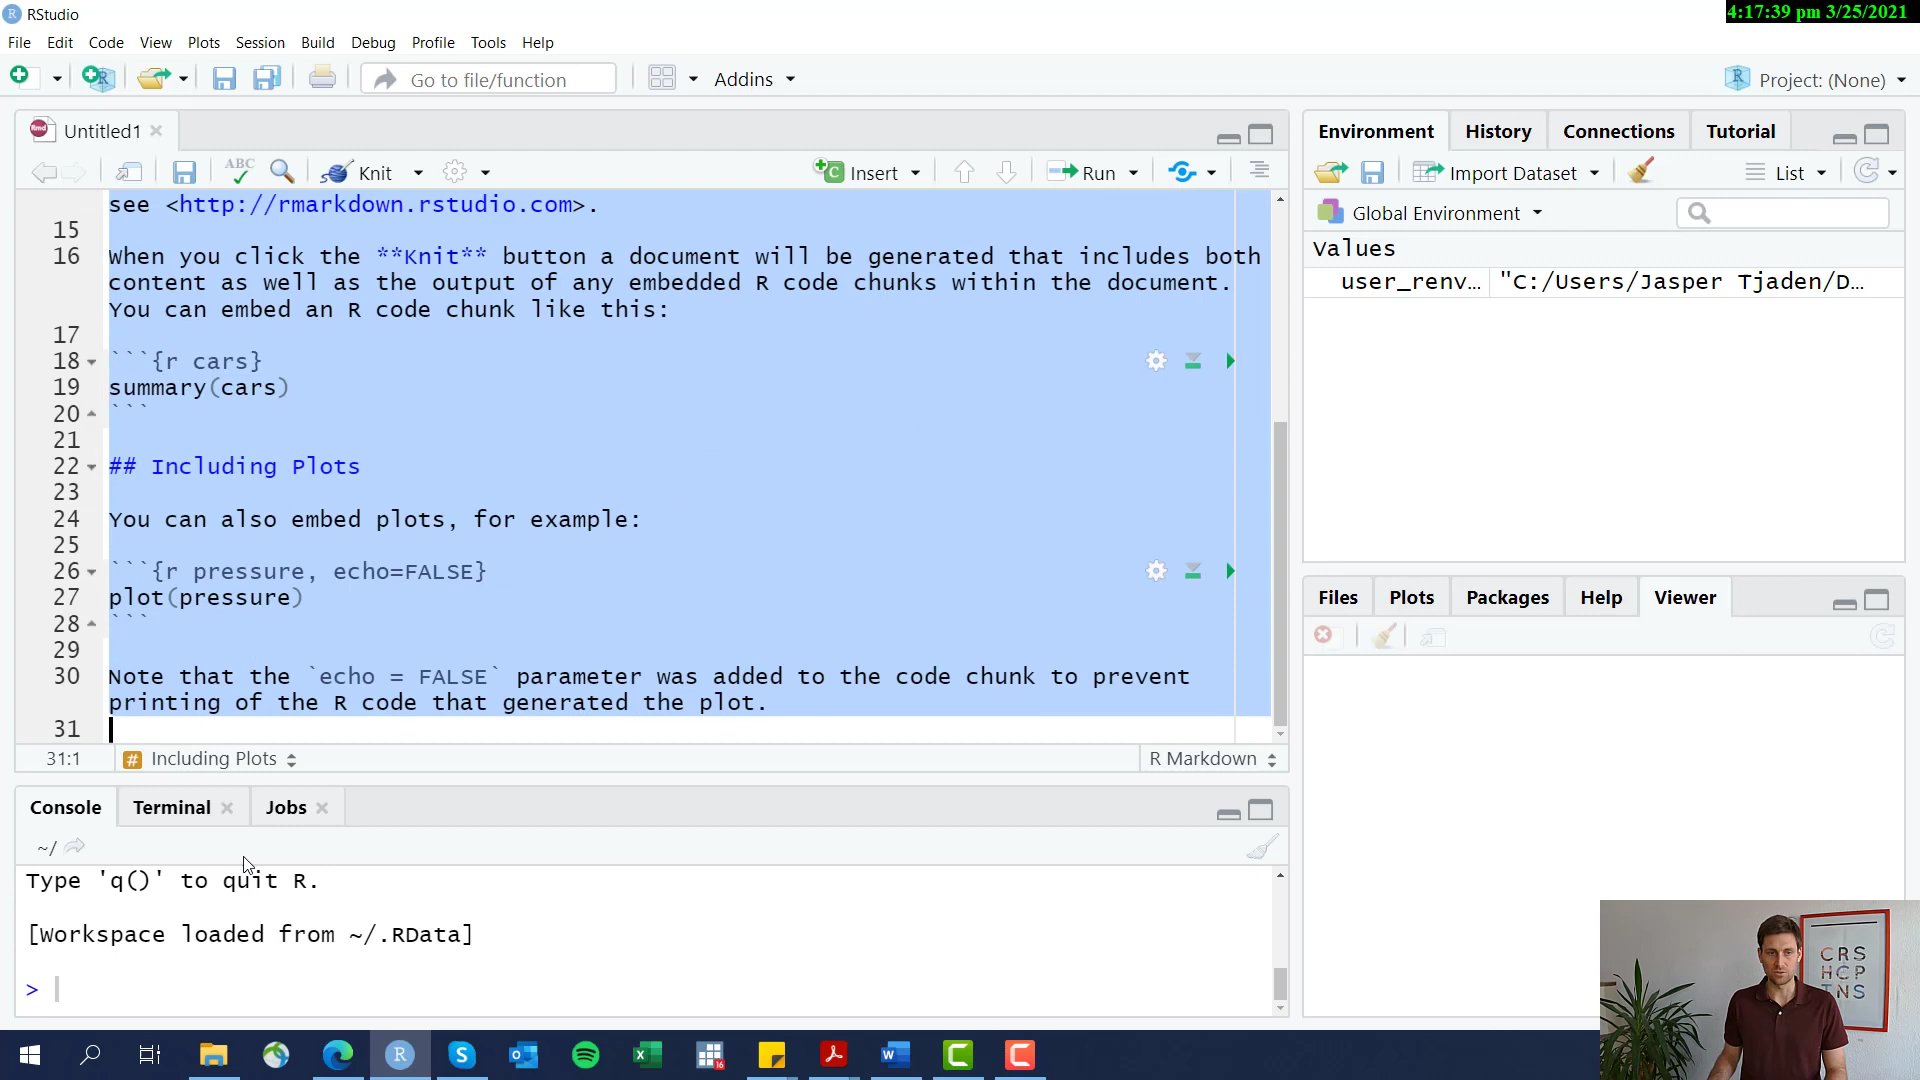 RStudio
4:17:39 pm 3/25/2021
File Edit Code View Plots Session Build Debug Profile Tools Help
Go to file/function
Addins
Project: (None)
Untitled1
ABC
Knit
Insert
Run
see <http://rmarkdown.rstudio.com>.
15
16 When you click the **Knit** button a document will be generated that includes both
content as well as the output of any embedded R code chunks within the document.
You can embed an R code chunk like this:
17
18 ```{r cars}
19 summary(cars)
20 ```
21
22 ## Including Plots
23
24 You can also embed plots, for example:
25
26 ```{r pressure, echo=FALSE}
27 plot(pressure)
28 ```
29
30 Note that the `echo = FALSE` parameter was added to the code chunk to prevent
printing of the R code that generated the plot.
31
31:1 # Including Plots R Markdown
Console Terminal Jobs
~/
Type 'q()' to quit R.
[Workspace loaded from ~/.RData]
>
Environment History Connections Tutorial
Import Dataset List
Global Environment
Values
user_renv… "C:/Users/Jasper Tjaden/D…
Files Plots Packages Help Viewer
CRS
HCP
INS